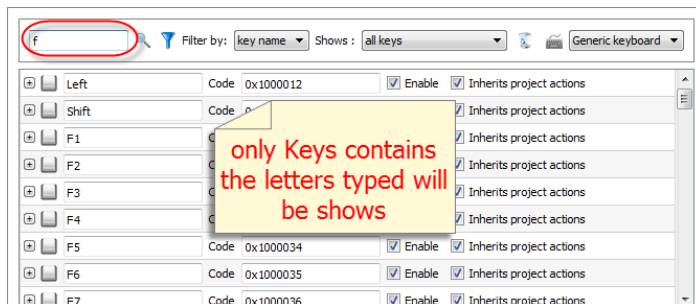 f Filter by: key name Shows : all keys Generic keyboard
Left Code 0x1000012 Enable Inherits project actions
Shift Code Inherits project actions
F1 Inherits project actions
F2 Inherits project actions
F3 Inherits project actions
F4 Inherits project actions
only Keys contains
the letters typed will
be shows
F5 Code 0x1000034 Enable Inherits project actions
F6 Code 0x1000035 Enable Inherits project actions
F7 Code 0x1000036 Enable Inherits project actions